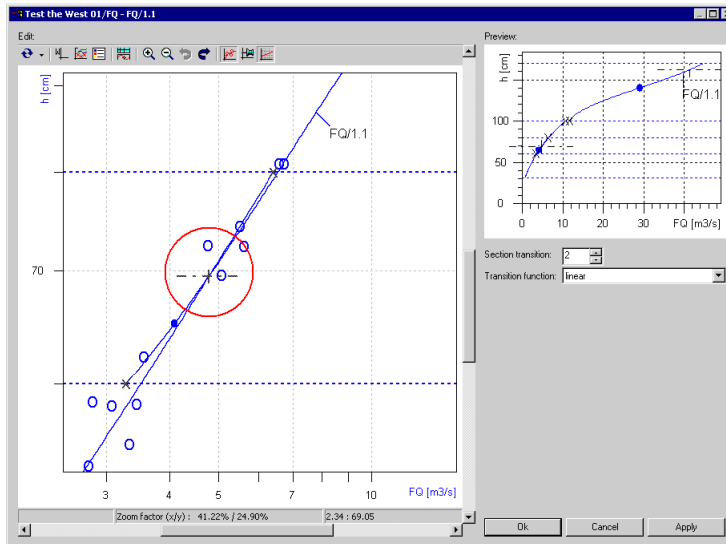 Test the West 01/FQ - FQ/1.1
Edit:
h [cm]
FQ/1.1
70
3 4 5 7 10
FQ [m3/s]
Zoom factor (x/y): 41.22% / 24.90% 2.34 : 69.05
Preview:
h [cm]
FQ/1.1
100
50
0
0 10 30
FQ [m3/s]
Section transition: 2
Transition function: linear
Ok Cancel Apply